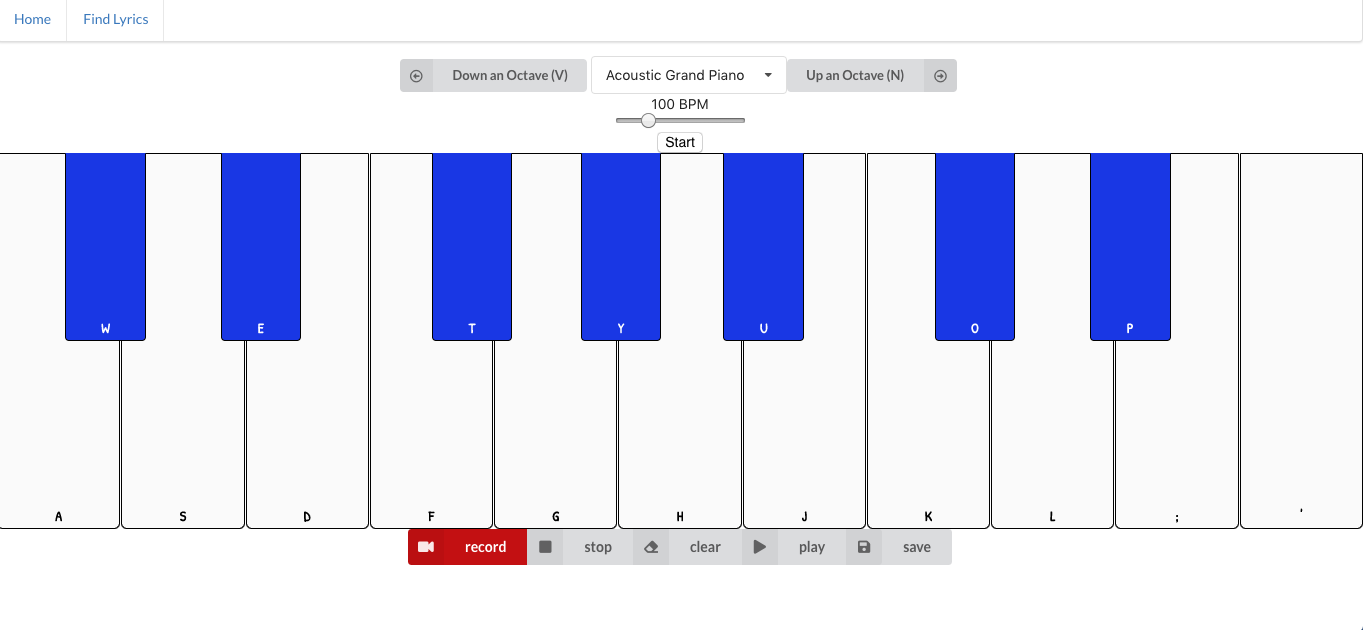 Home Find Lyrics
Down an Octave (V) Acoustic Grand Piano Up an Octave (N)
100 BPM
Start
W E T Y U O P
A S D F G H J K L ; '
record stop clear play save